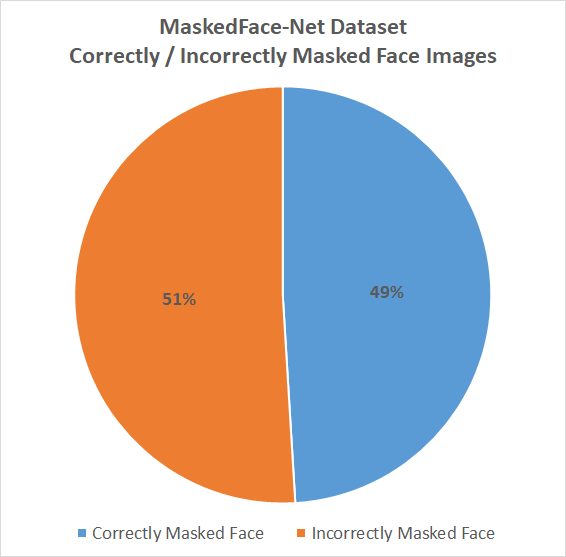 MaskedFace-Net Dataset
Correctly / Incorrectly Masked Face Images
51%
49%
Correctly Masked Face
Incorrectly Masked Face